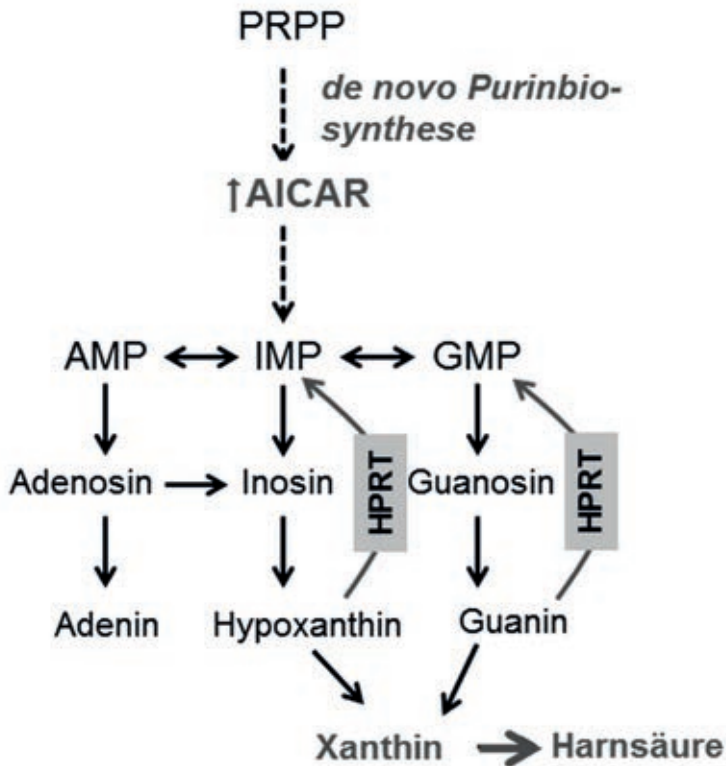 PRPP
de novo Purinbio-
synthese
↑AICAR
AMP IMP GMP
Adenosin Inosin HPRT Guanosin HPRT
Adenin Hypoxanthin Guanin
Xanthin Harnsäure